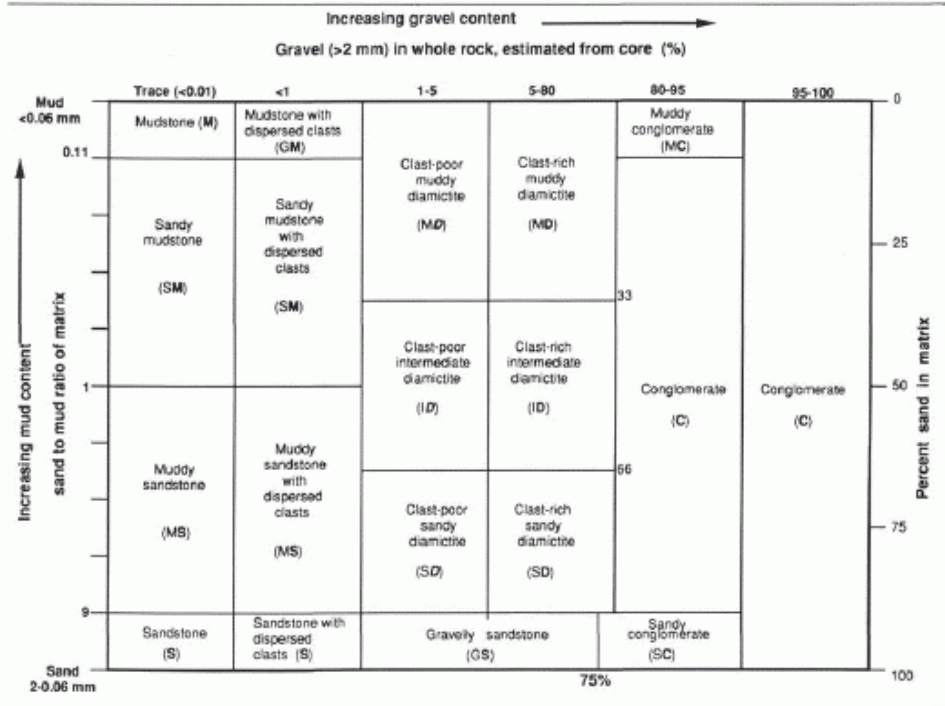 Increasing gravel content
Gravel (>2 mm) in whole rock, estimated from core (%)
Trace (<0.01)
<1
1-5
5-80
80-95
95-100
Mud
<0.06 mm
0.11
1
9
Sand
2-0.06 mm
Increasing mud content
sand to mud ratio of matrix
Mudstone (M)
Mudstone with
dispersed clasts
(GM)
Clast-poor
muddy
diamictite
(MD)
Clast-rich
muddy
diamictite
(MD)
Muddy
conglomerate
(MC)
Sandy
mudstone
(SM)
Sandy
mudstone
with
dispersed
clasts
(SM)
33
Clast-poor
intermediate
diamictite
(ID)
Clast-rich
intermediate
diamictite
(ID)
Conglomerate
(C)
Conglomerate
(C)
Muddy
sandstone
(MS)
Muddy
sandstone
with
dispersed
clasts
(MS)
66
Clast-poor
sandy
diamictite
(SD)
Clast-rich
sandy
diamictite
(SD)
Sandstone
(S)
Sandstone with
dispersed
clasts (S)
Gravelly sandstone
(GS)
Sandy
conglomerate
(SC)
75%
0
25
50
75
100
Percent sand in matrix